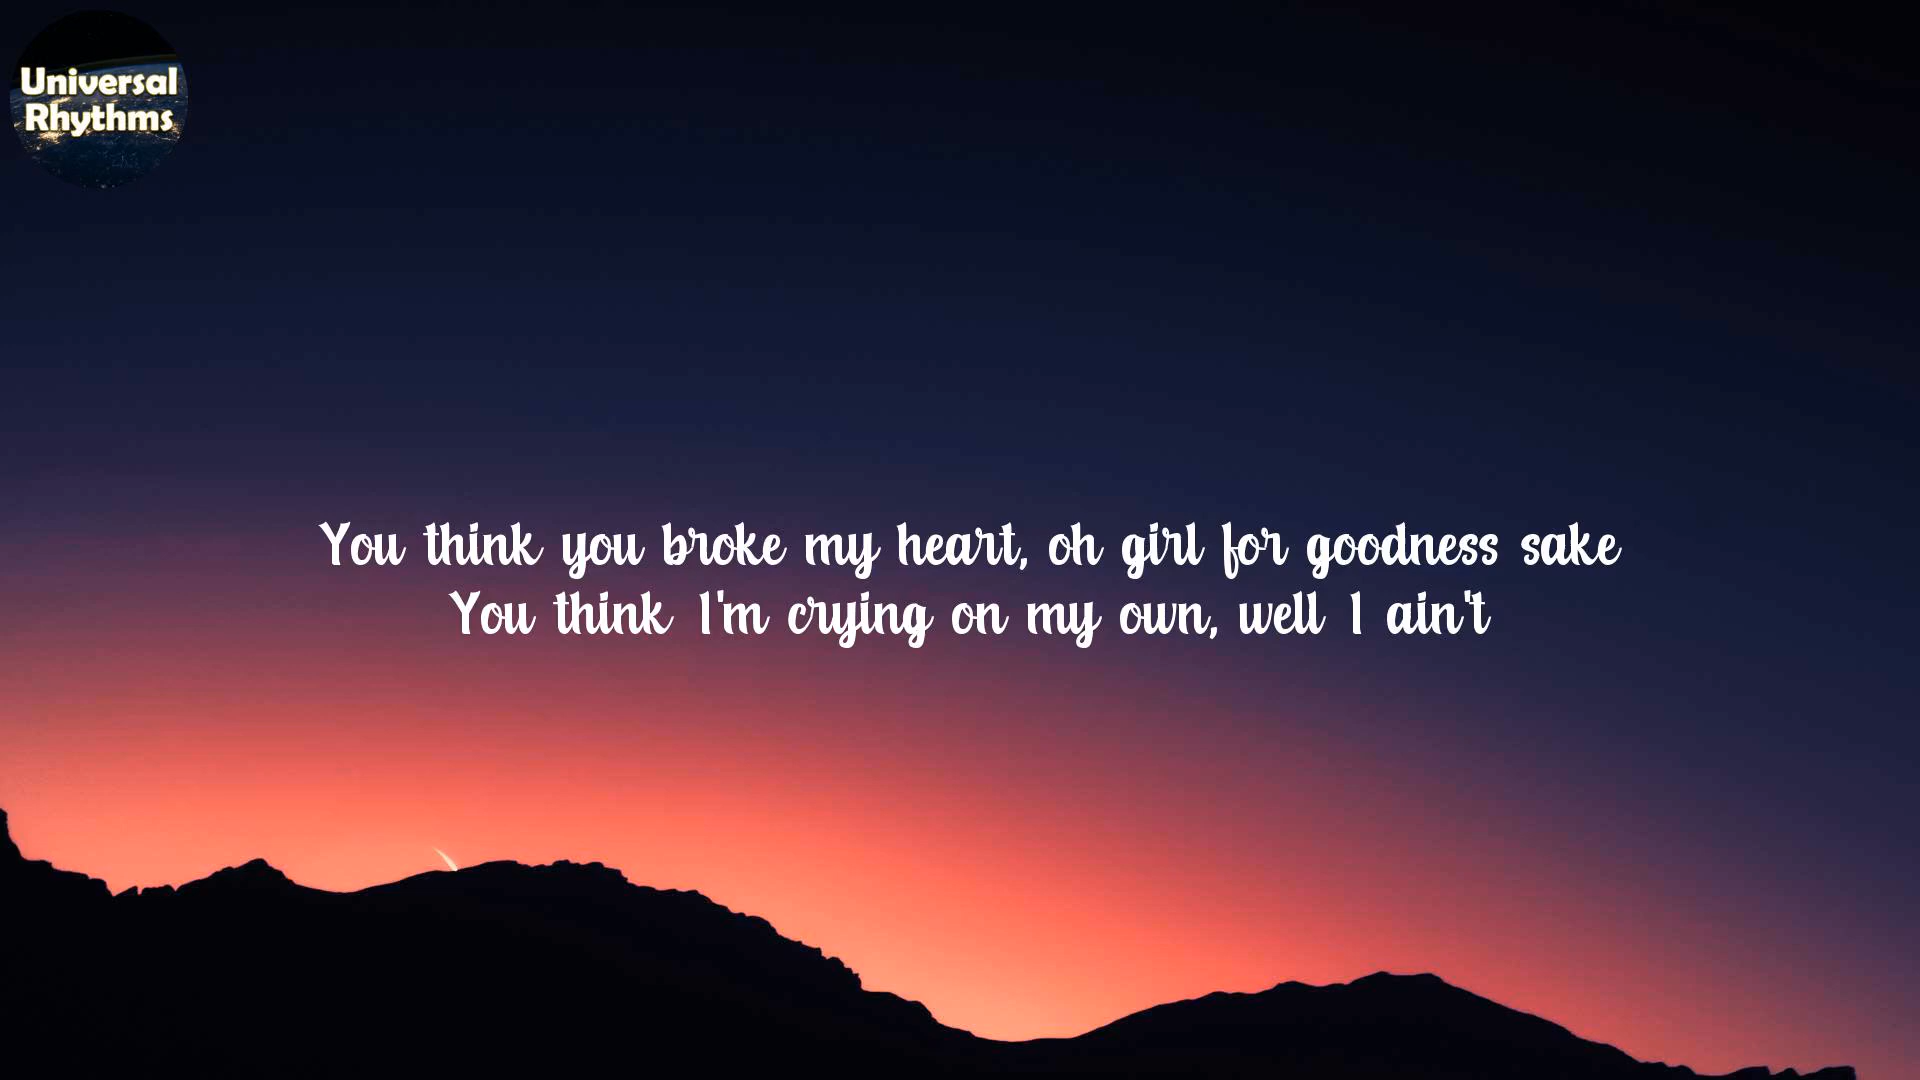 Universal
Rhythms
You think you broke my heart, oh girl for goodness sake
You think I'm crying on my own, well I ain't